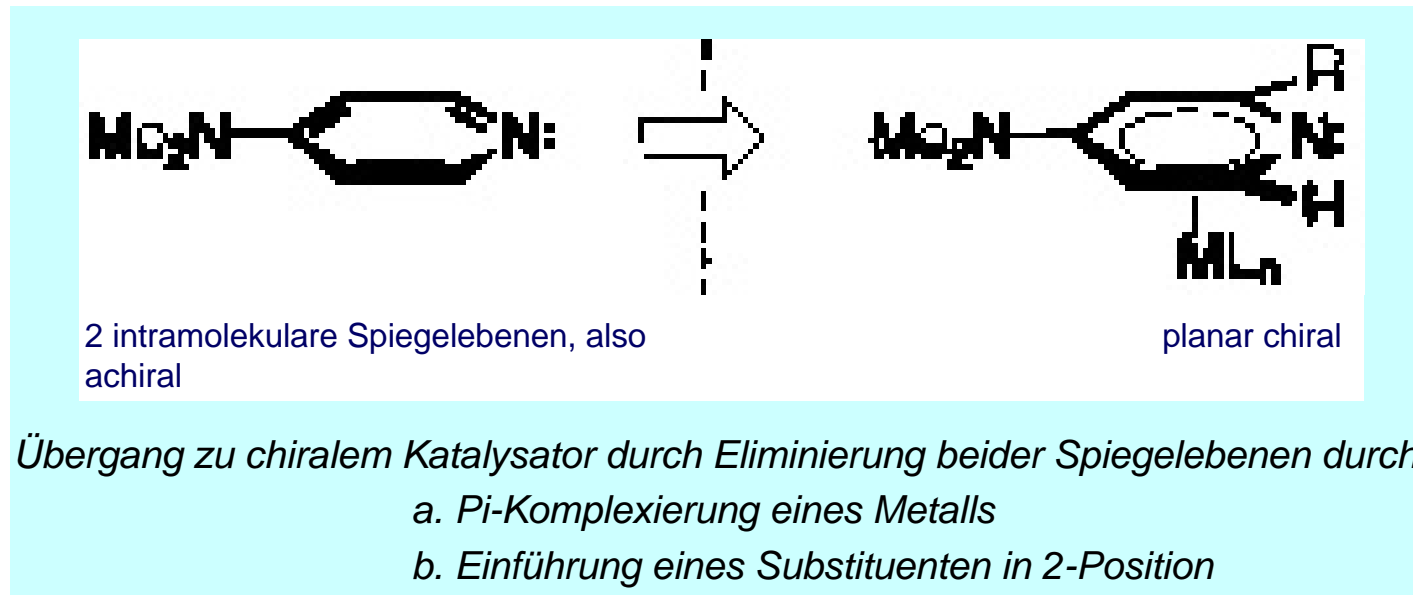 Me₂N N: Me₂N R N: H MLn
2 intramolekulare Spiegelebenen, also
achiral
planar chiral
Übergang zu chiralem Katalysator durch Eliminierung beider Spiegelebenen durch
a. Pi-Komplexierung eines Metalls
b. Einführung eines Substituenten in 2-Position